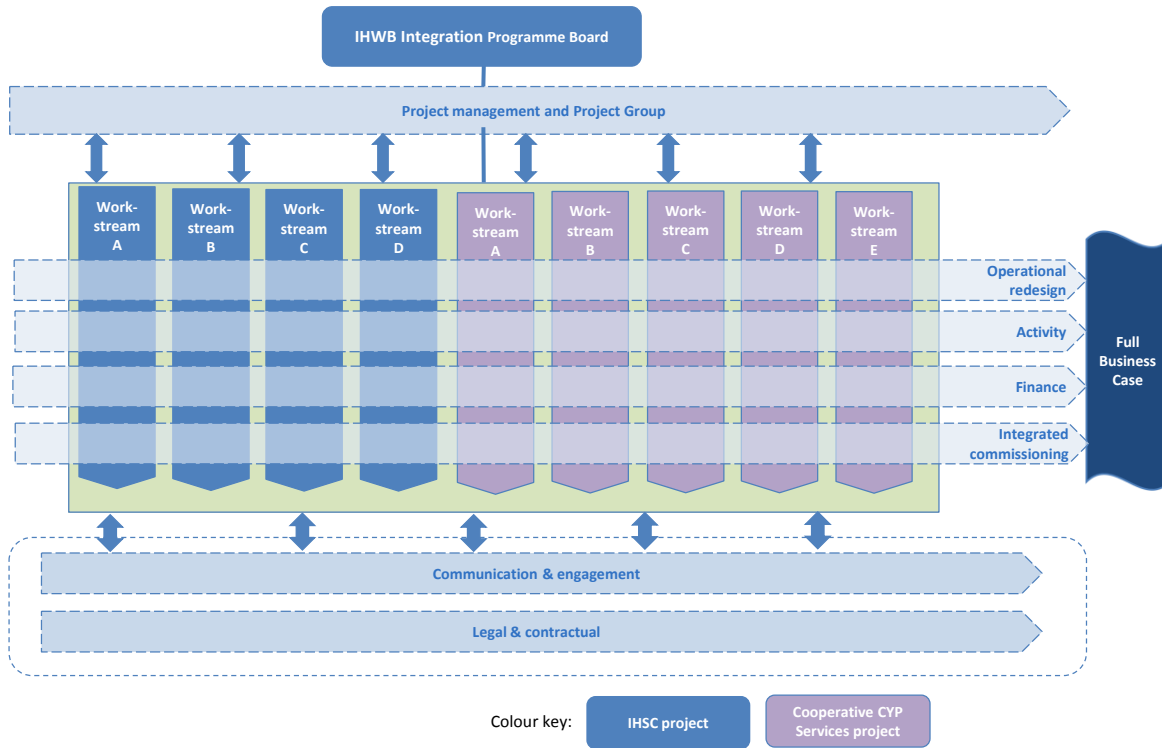 IHWB Integration Programme Board
Project management and Project Group
Work-
stream
A
Work-
stream
B
Work-
stream
C
Work-
stream
D
Work-
stream
A
Work-
stream
B
Work-
stream
C
Work-
stream
D
Work-
stream
E
Operational
redesign
Activity
Finance
Integrated
commissioning
Full
Business
Case
Communication & engagement
Legal & contractual
Colour key:
IHSC project
Cooperative CYP
Services project